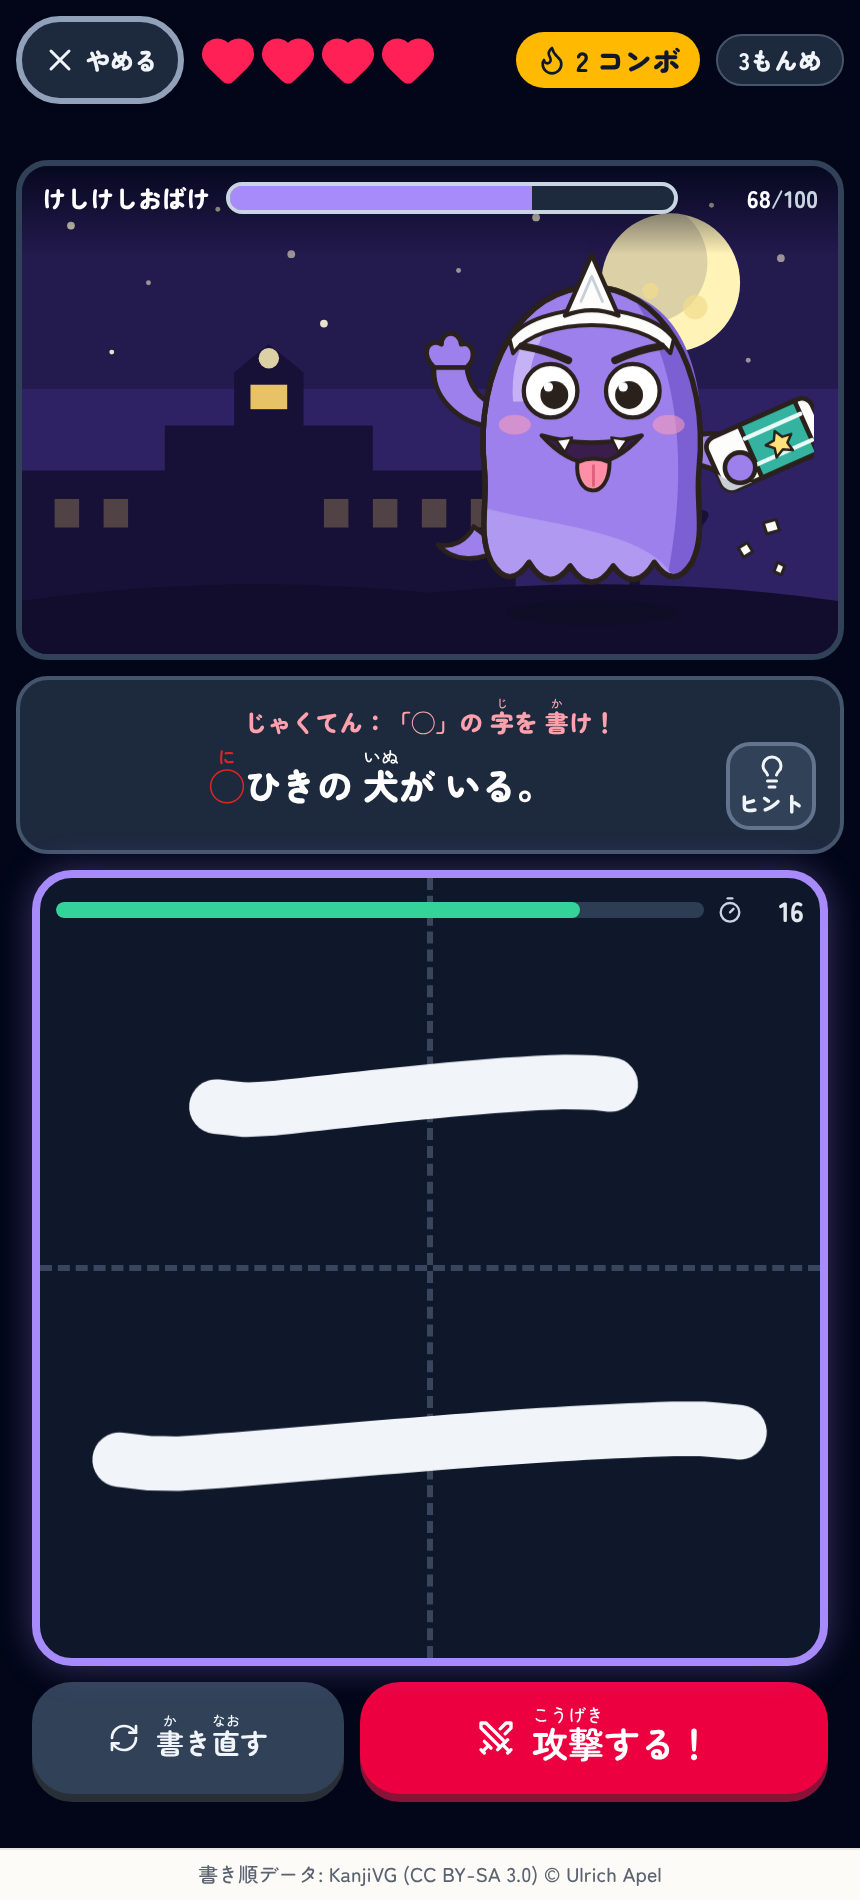 やめる
2 コンボ
3もんめ
けしけしおばけ
68/100
じゃくてん：「◯」の 字を 書け！
じ
か
◯ひきの 犬が いる。
に
いぬ
ヒント
16
二
書き直す
か
なお
攻撃する！
こうげき
書き順データ: KanjiVG (CC BY-SA 3.0) © Ulrich Apel